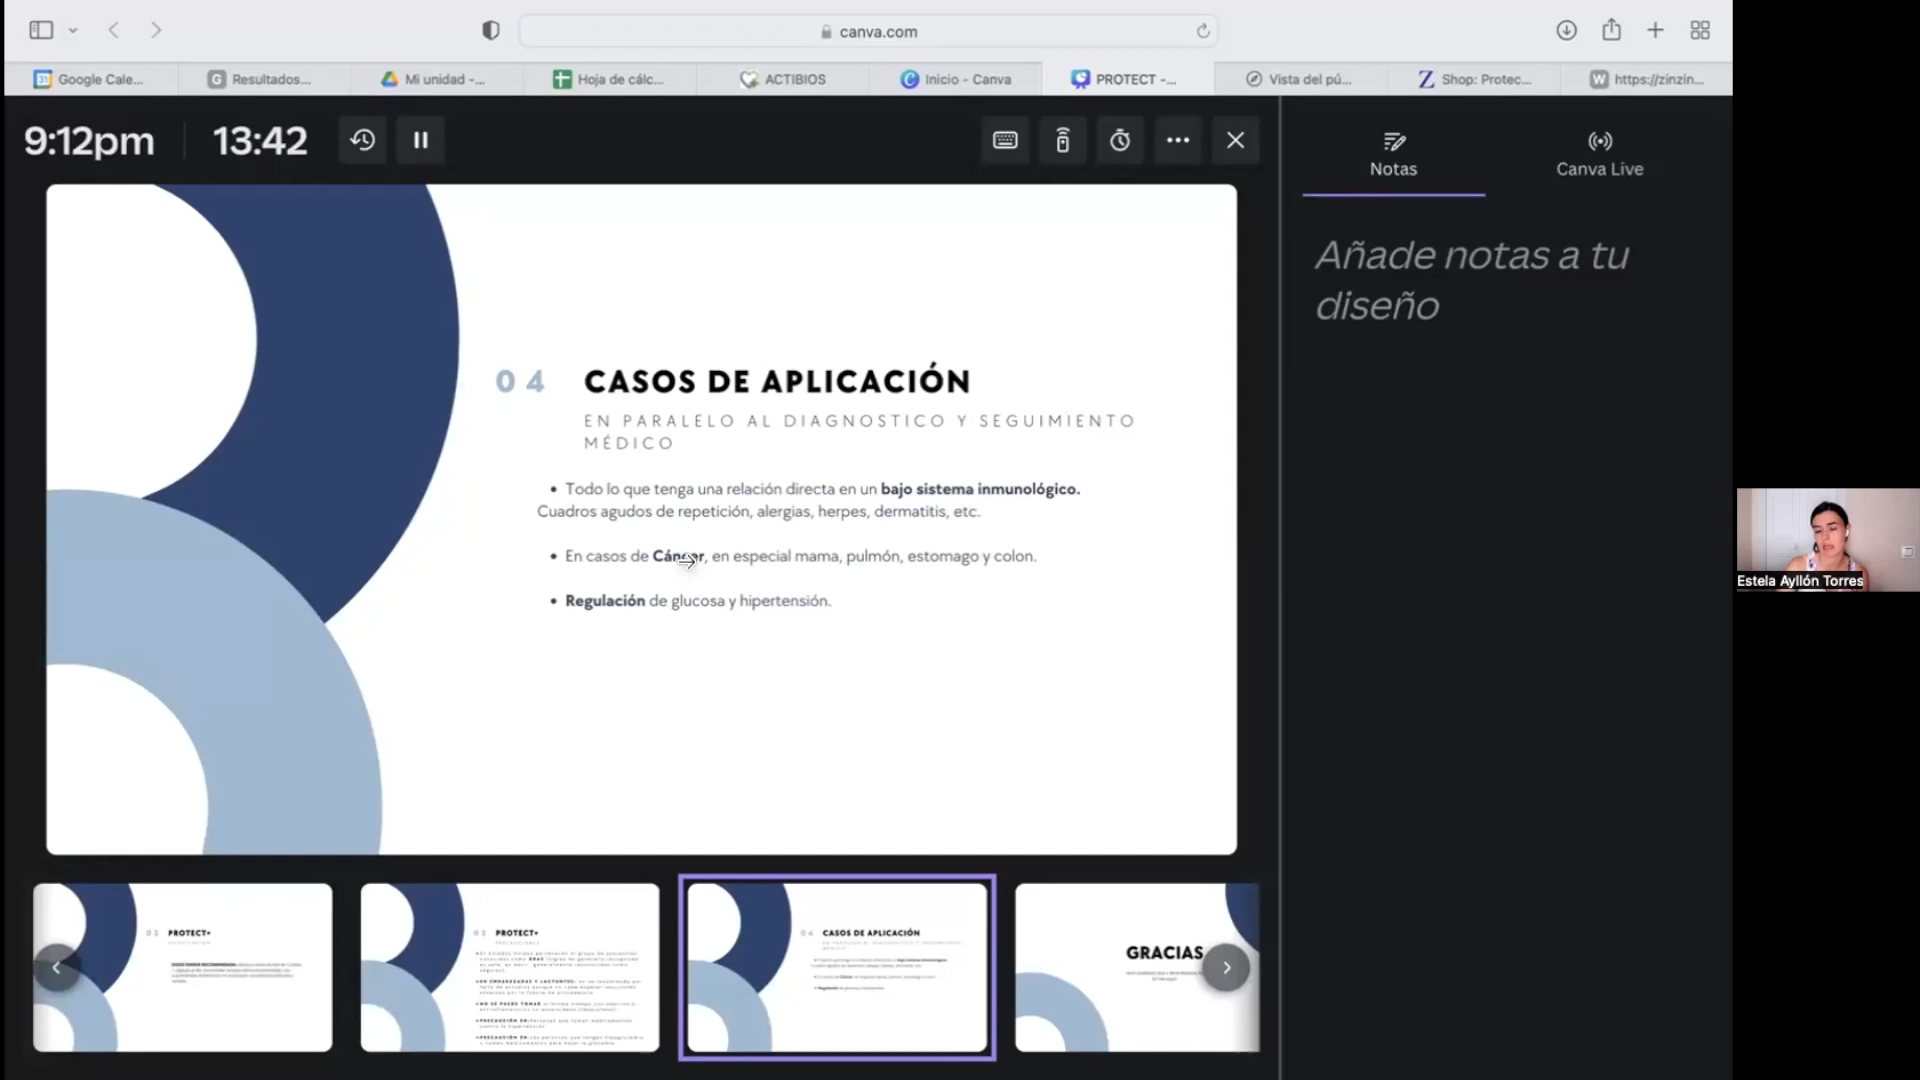 canva.com
Google Cale...
Resultados...
Mi unidad -...
Hoja de cálc...
ACTIBIOS
Inicio - Canva
PROTECT -...
Vista del pú...
Shop: Protec...
https://zinzin...
9:12pm
13:42
Notas
Canva Live
Añade notas a tu
diseño
04 CASOS DE APLICACIÓN
EN PARALELO AL DIAGNOSTICO Y SEGUIMIENTO
MÉDICO
• Todo lo que tenga una relación directa en un bajo sistema inmunológico.
Cuadros agudos de repetición, alergias, herpes, dermatitis, etc.
• En casos de Cáncer, en especial mama, pulmón, estomago y colon.
• Regulación de glucosa y hipertensión.
Estela Ayllón Torres
03 PROTECT+
03 PROTECT+
PRECAUCIONES
04 CASOS DE APLICACIÓN
GRACIAS